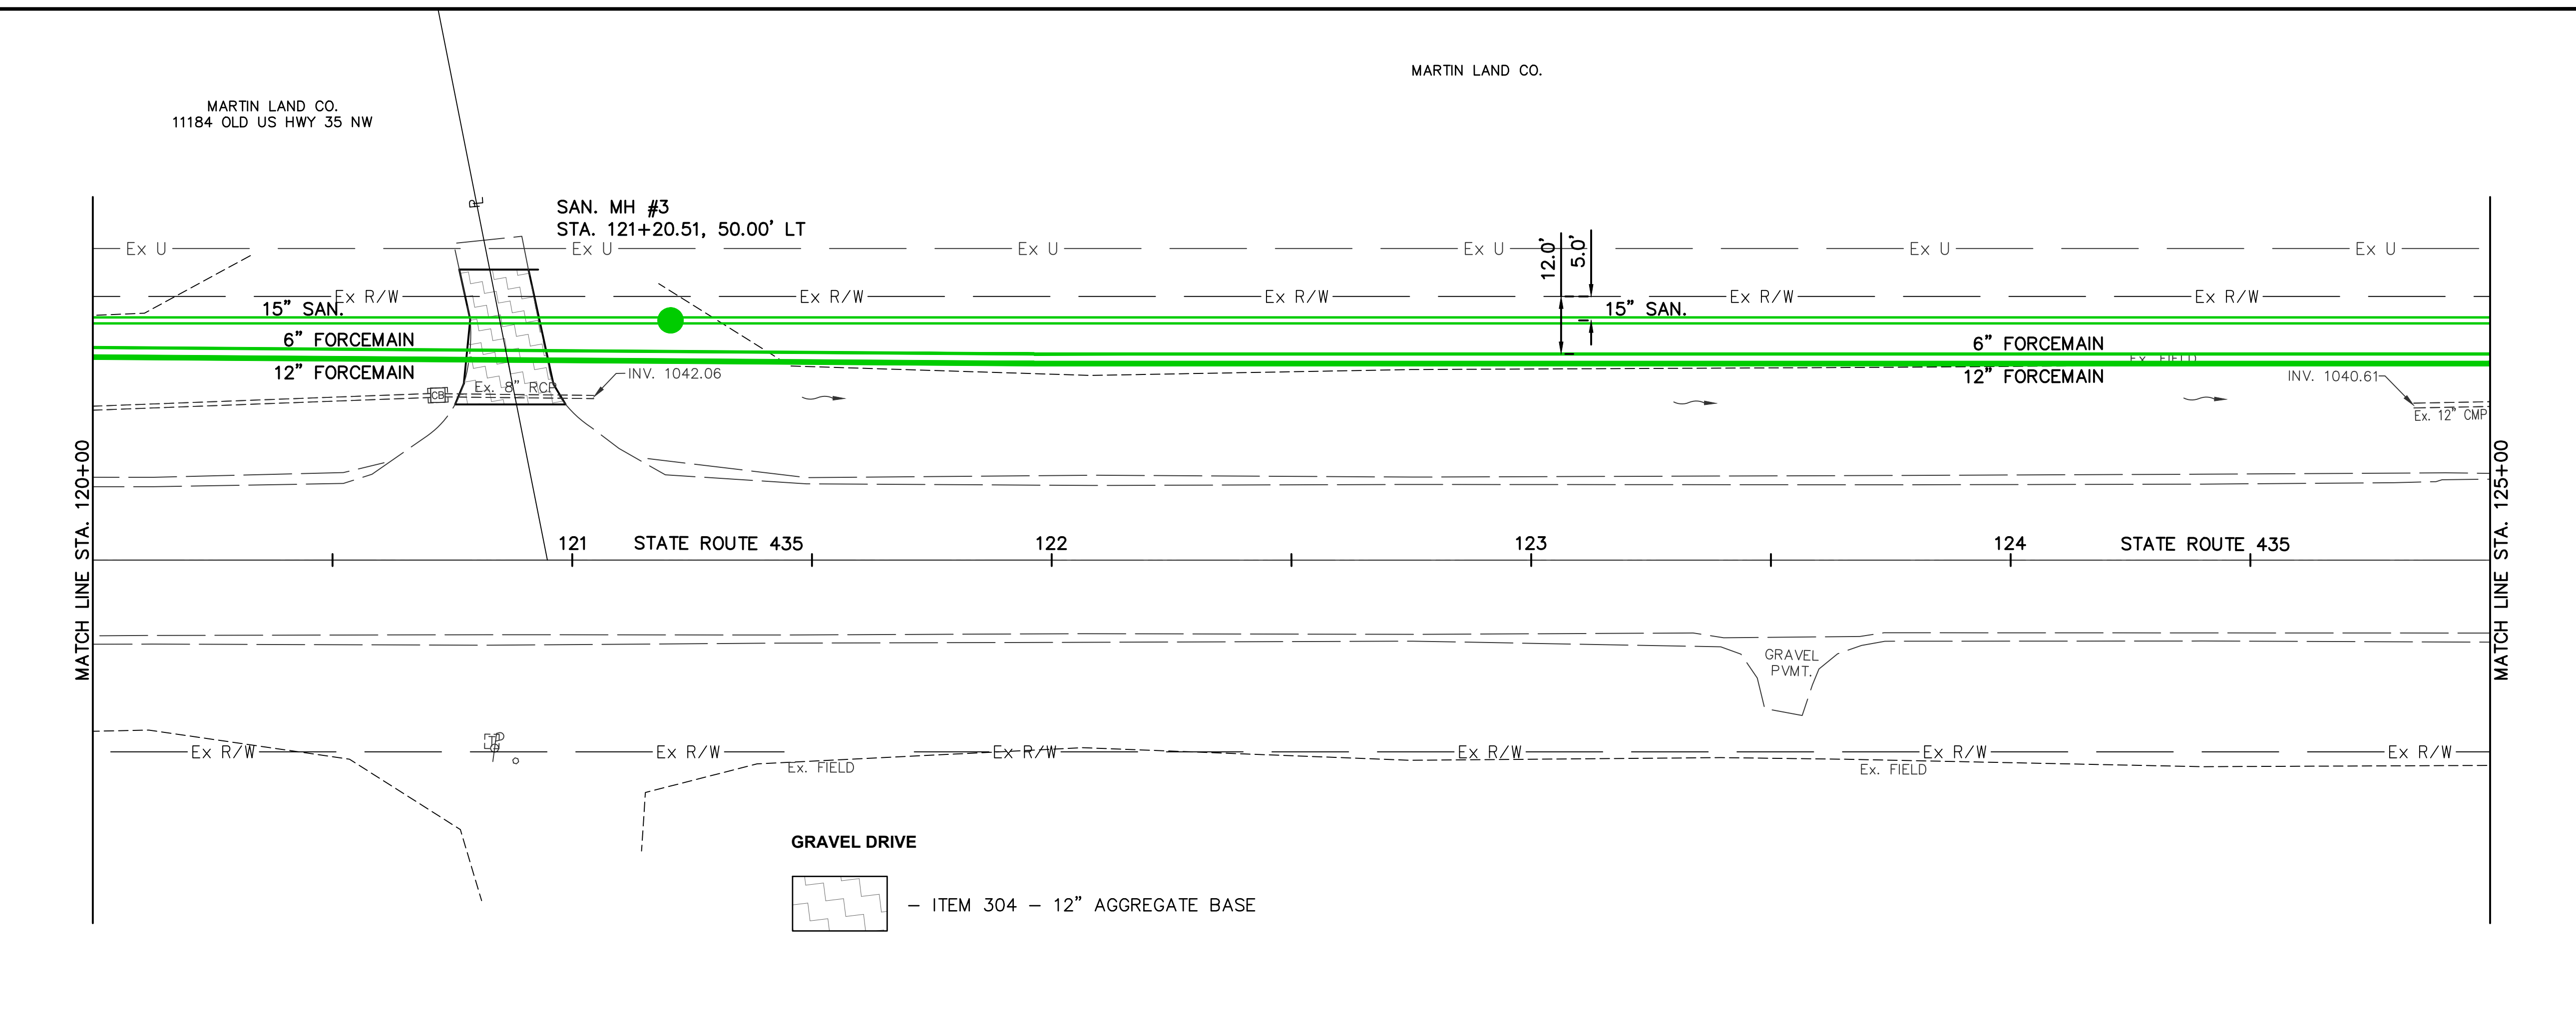 MARTIN LAND CO.
MARTIN LAND CO.
11184 OLD US HWY 35 NW
PL
SAN. MH #3
STA. 121+20.51, 50.00' LT
Ex U
Ex U
Ex U
Ex U
Ex U
Ex U
12.0'
5.0'
Ex R/W
Ex R/W
Ex R/W
Ex R/W
Ex R/W
15” SAN.
15” SAN.
6” FORCEMAIN
6” FORCEMAIN
Ex. FIELD
12” FORCEMAIN
INV. 1042.06
12” FORCEMAIN
INV. 1040.61
Ex. 8” RCP
CB
Ex. 12” CMP
MATCH LINE STA. 120+00
MATCH LINE STA. 125+00
121
STATE ROUTE 435
122
123
124
STATE ROUTE 435
GRAVEL
PVMT.
T
Ex R/W
Ex R/W
Ex R/W
Ex R/W
Ex R/W
Ex R/W
Ex. FIELD
Ex. FIELD
GRAVEL DRIVE
– ITEM 304 – 12” AGGREGATE BASE